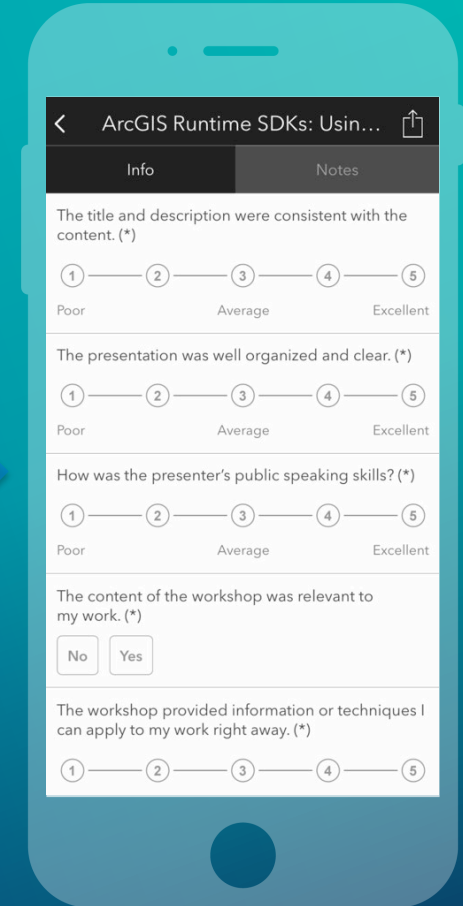 ArcGIS Runtime SDKs: Usin...
Info Notes
The title and description were consistent with the
content. (*)
1 2 3 4 5
Poor Average Excellent
The presentation was well organized and clear. (*)
1 2 3 4 5
Poor Average Excellent
How was the presenter's public speaking skills? (*)
1 2 3 4 5
Poor Average Excellent
The content of the workshop was relevant to
my work. (*)
No Yes
The workshop provided information or techniques I
can apply to my work right away. (*)
1 2 3 4 5